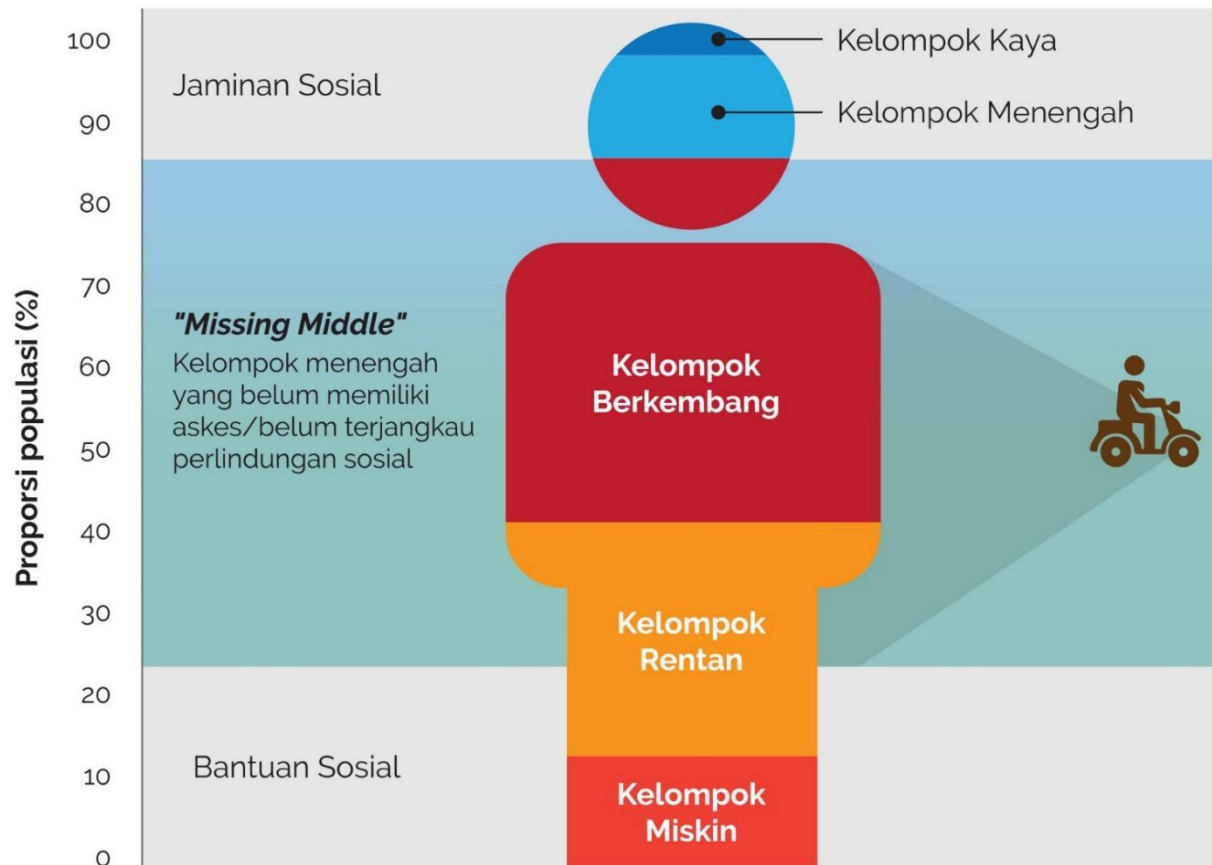 Proporsi populasi (%)
100
90
80
70
60
50
40
30
20
10
0
Jaminan Sosial
Kelompok Kaya
Kelompok Menengah
"Missing Middle"
Kelompok menengah
yang belum memiliki
askes/belum terjangkau
perlindungan sosial
Kelompok
Berkembang
Kelompok
Rentan
Bantuan Sosial
Kelompok
Miskin